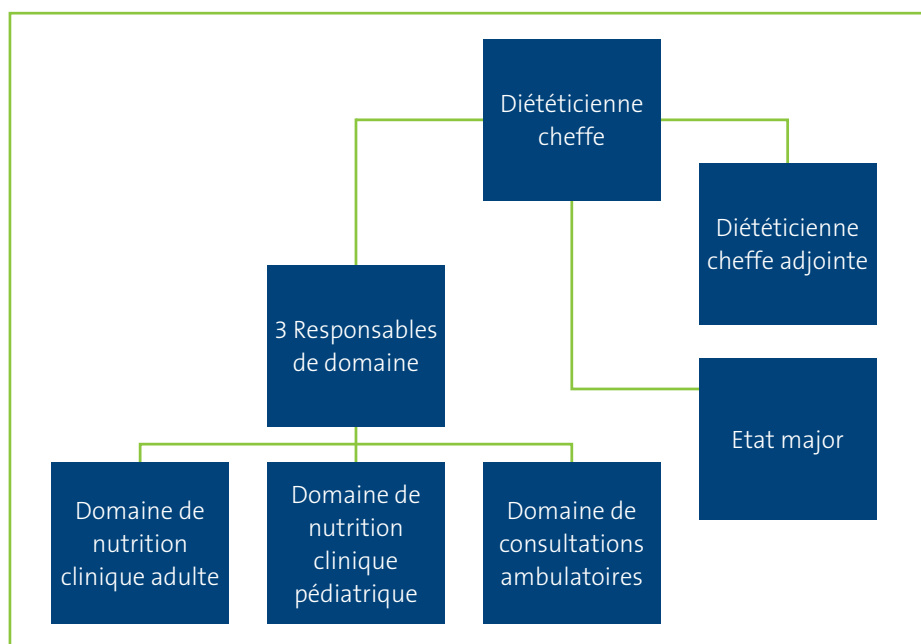 Diététicienne
cheffe
Diététicienne
cheffe adjointe
3 Responsables
de domaine
Etat major
Domaine de
nutrition
clinique adulte
Domaine de
nutrition
clinique
pédiatrique
Domaine de
consultations
ambulatoires